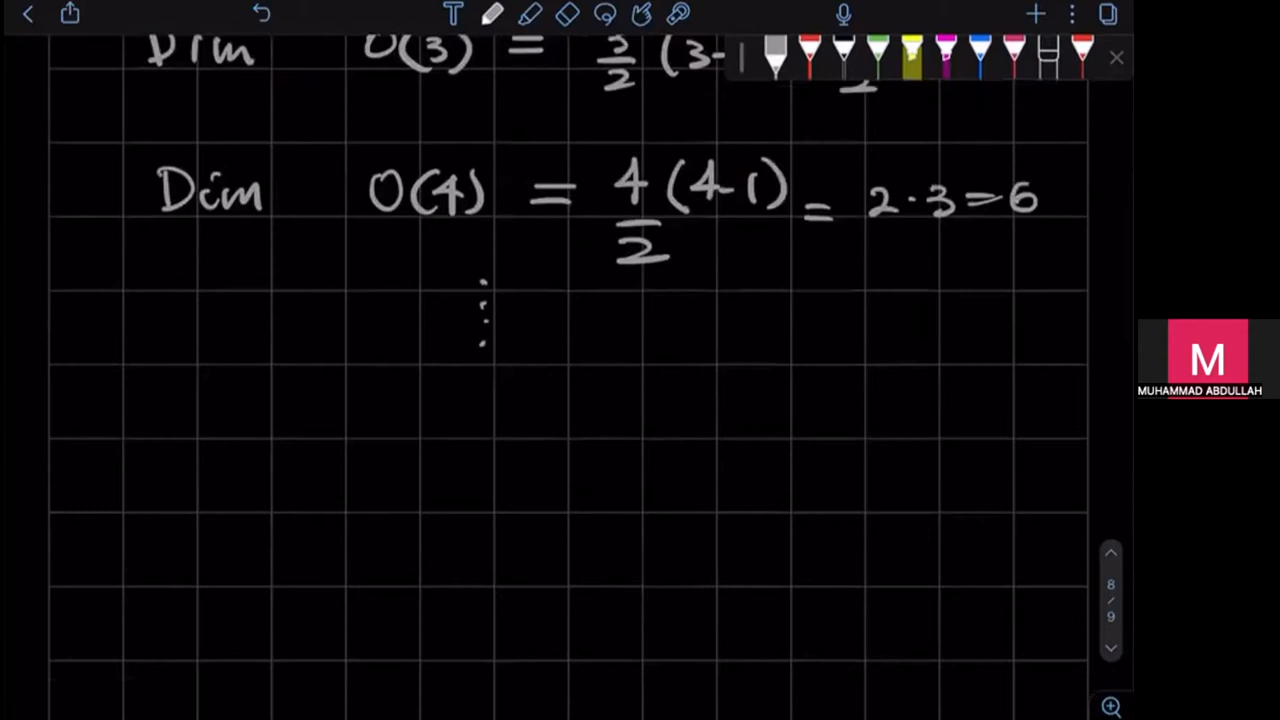 Dim O(3) = 3/2 (3-
Dim O(4) = 4/2 (4-1) = 2·3=6
⋮
M
MUHAMMAD ABDULLAH
8
/
9